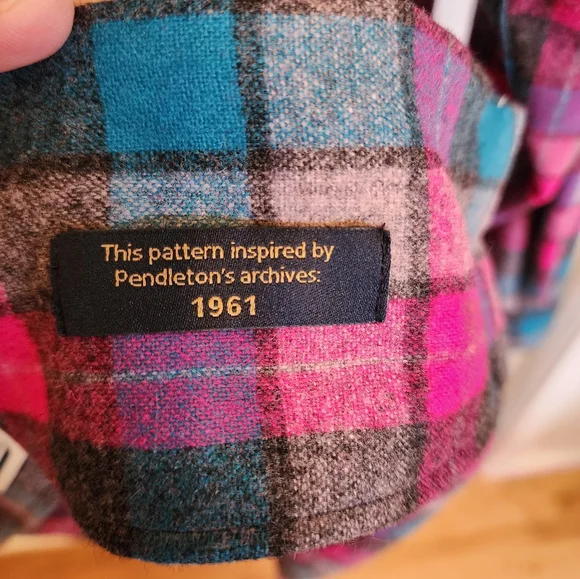 This pattern inspired by
Pendleton's archives:
1961